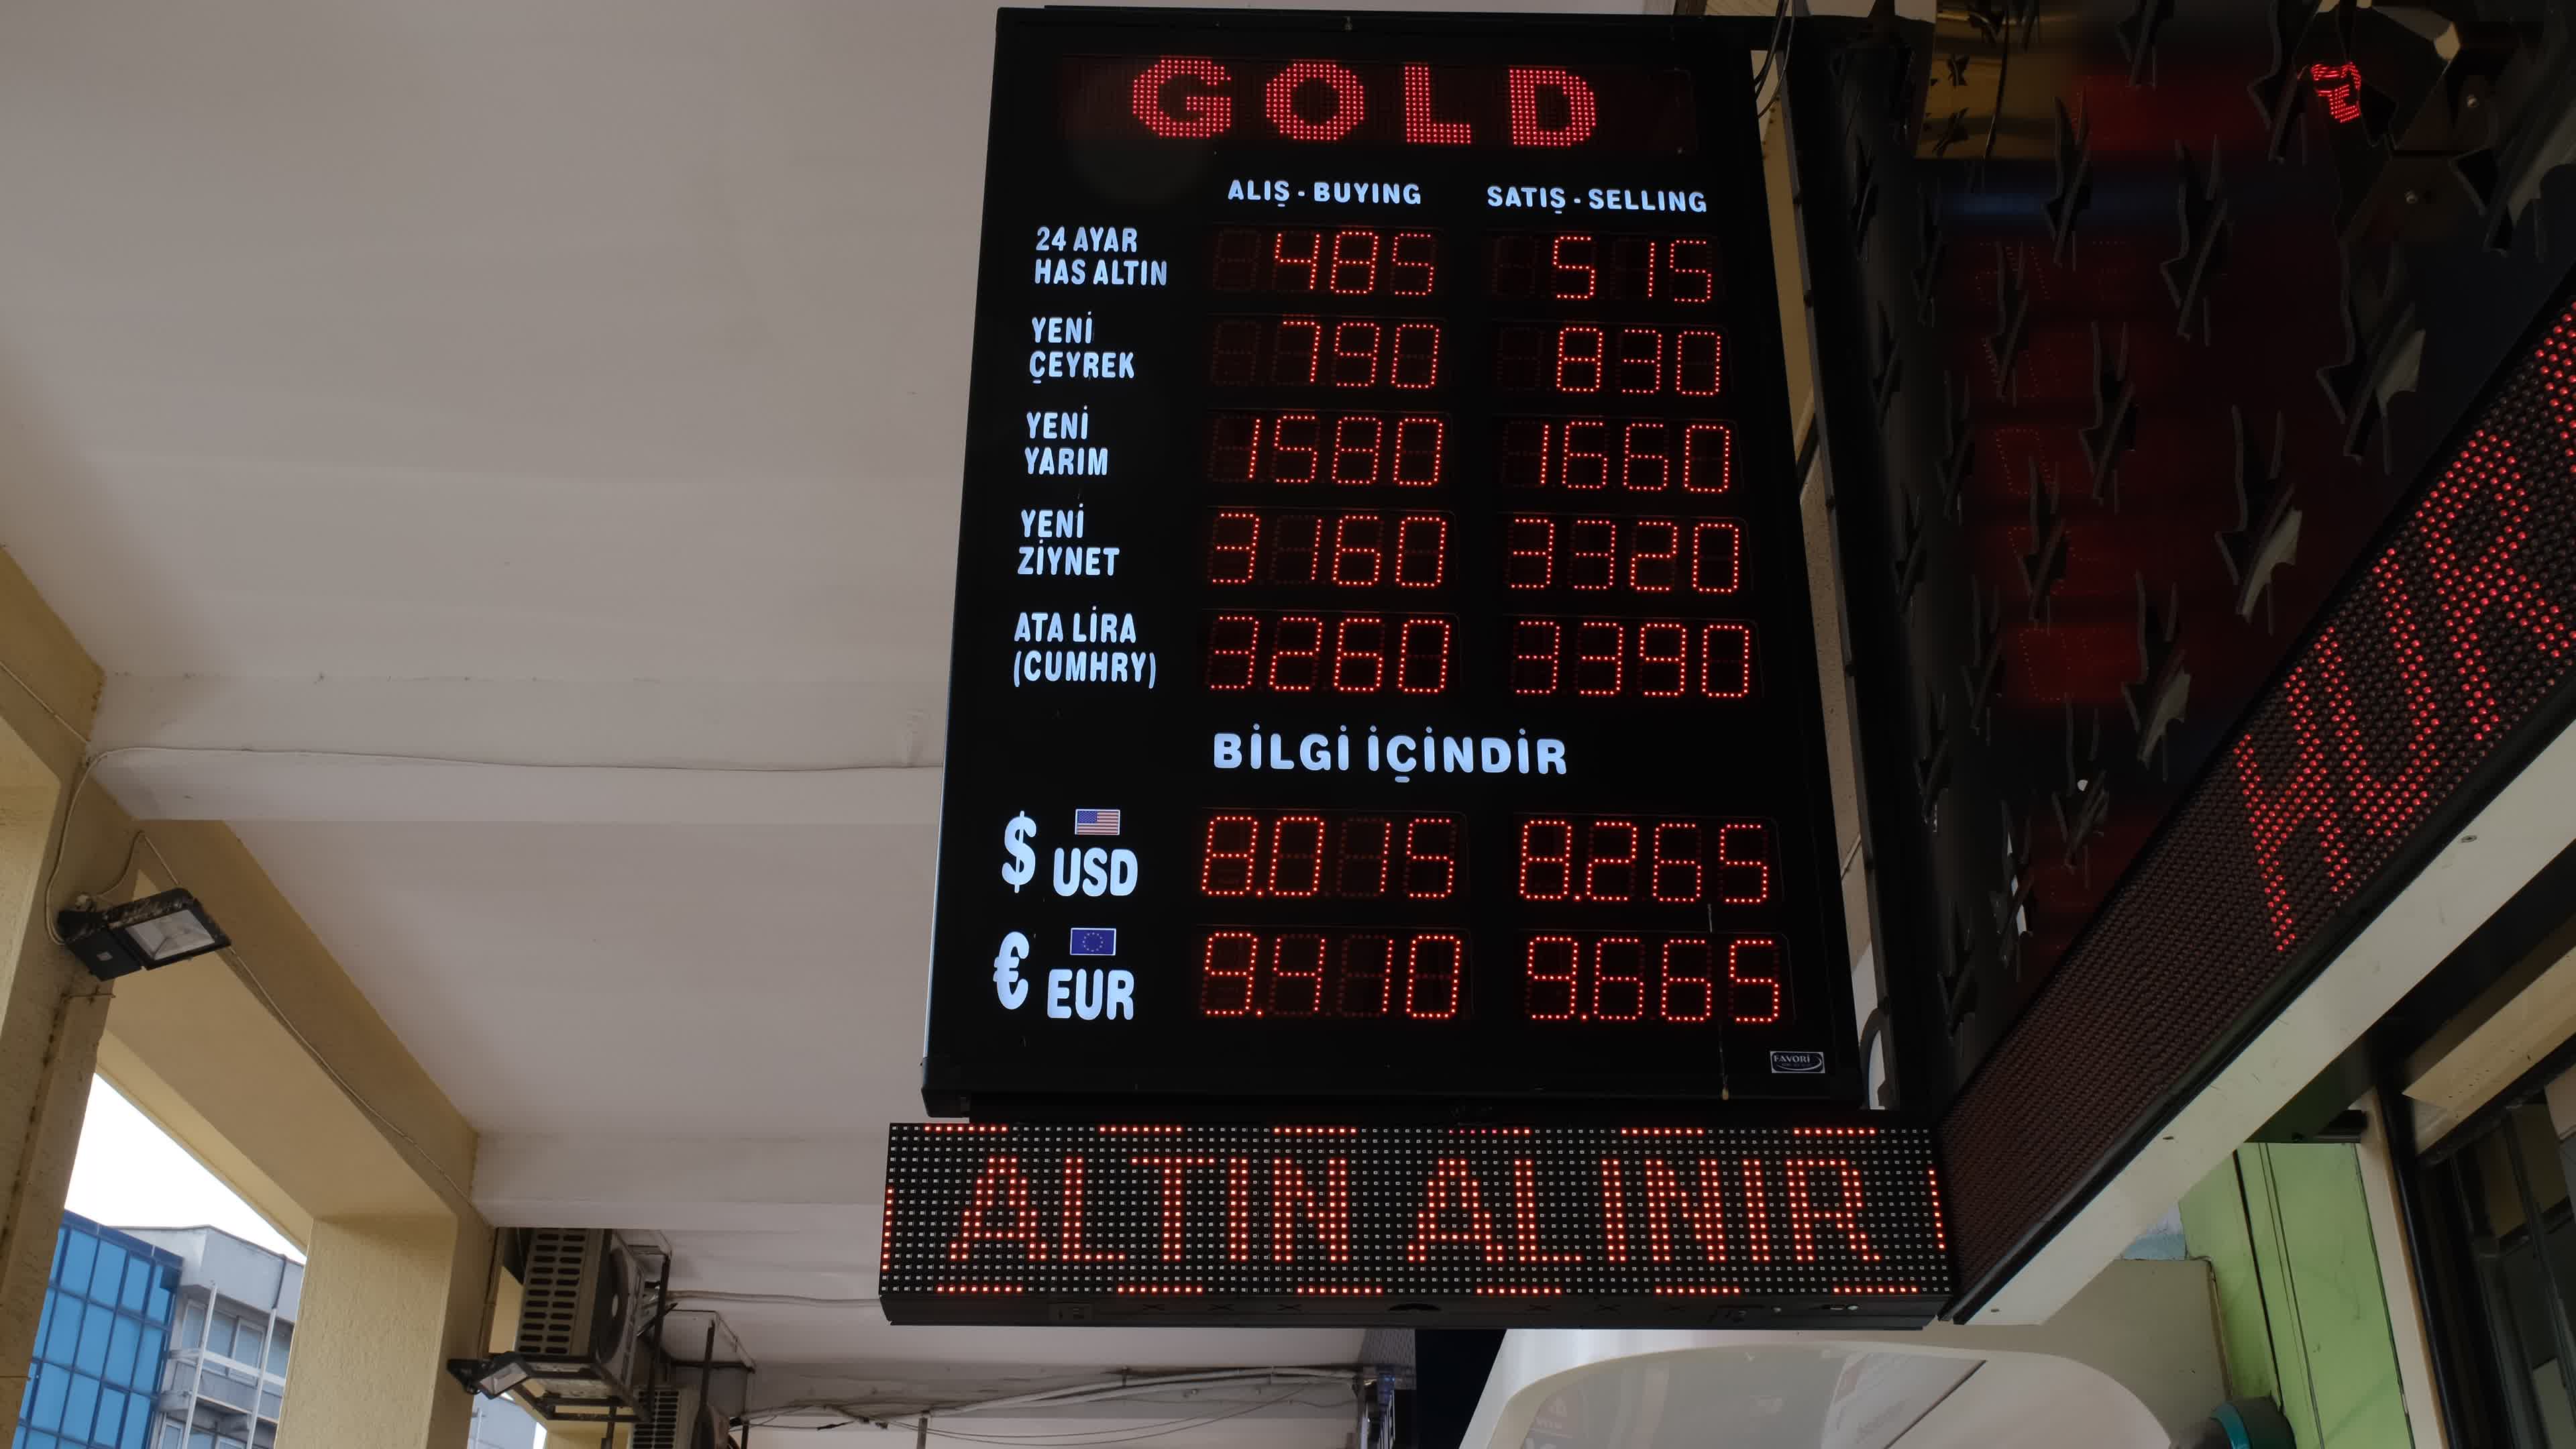 GOLD
ALIŞ - BUYING SATIŞ - SELLING
24 AYAR
HAS ALTIN 485 515
YENİ
ÇEYREK 790 830
YENİ
YARIM 1580 1660
YENİ
ZİYNET 3160 3320
ATA LİRA
(CUMHRY) 3260 3390
BİLGİ İÇİNDİR
$ USD 8.015 8.265
€ EUR 9.410 9.665
FAVORİ
ALTIN ALINIR